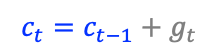 c_t = c_{t-1} + g_t